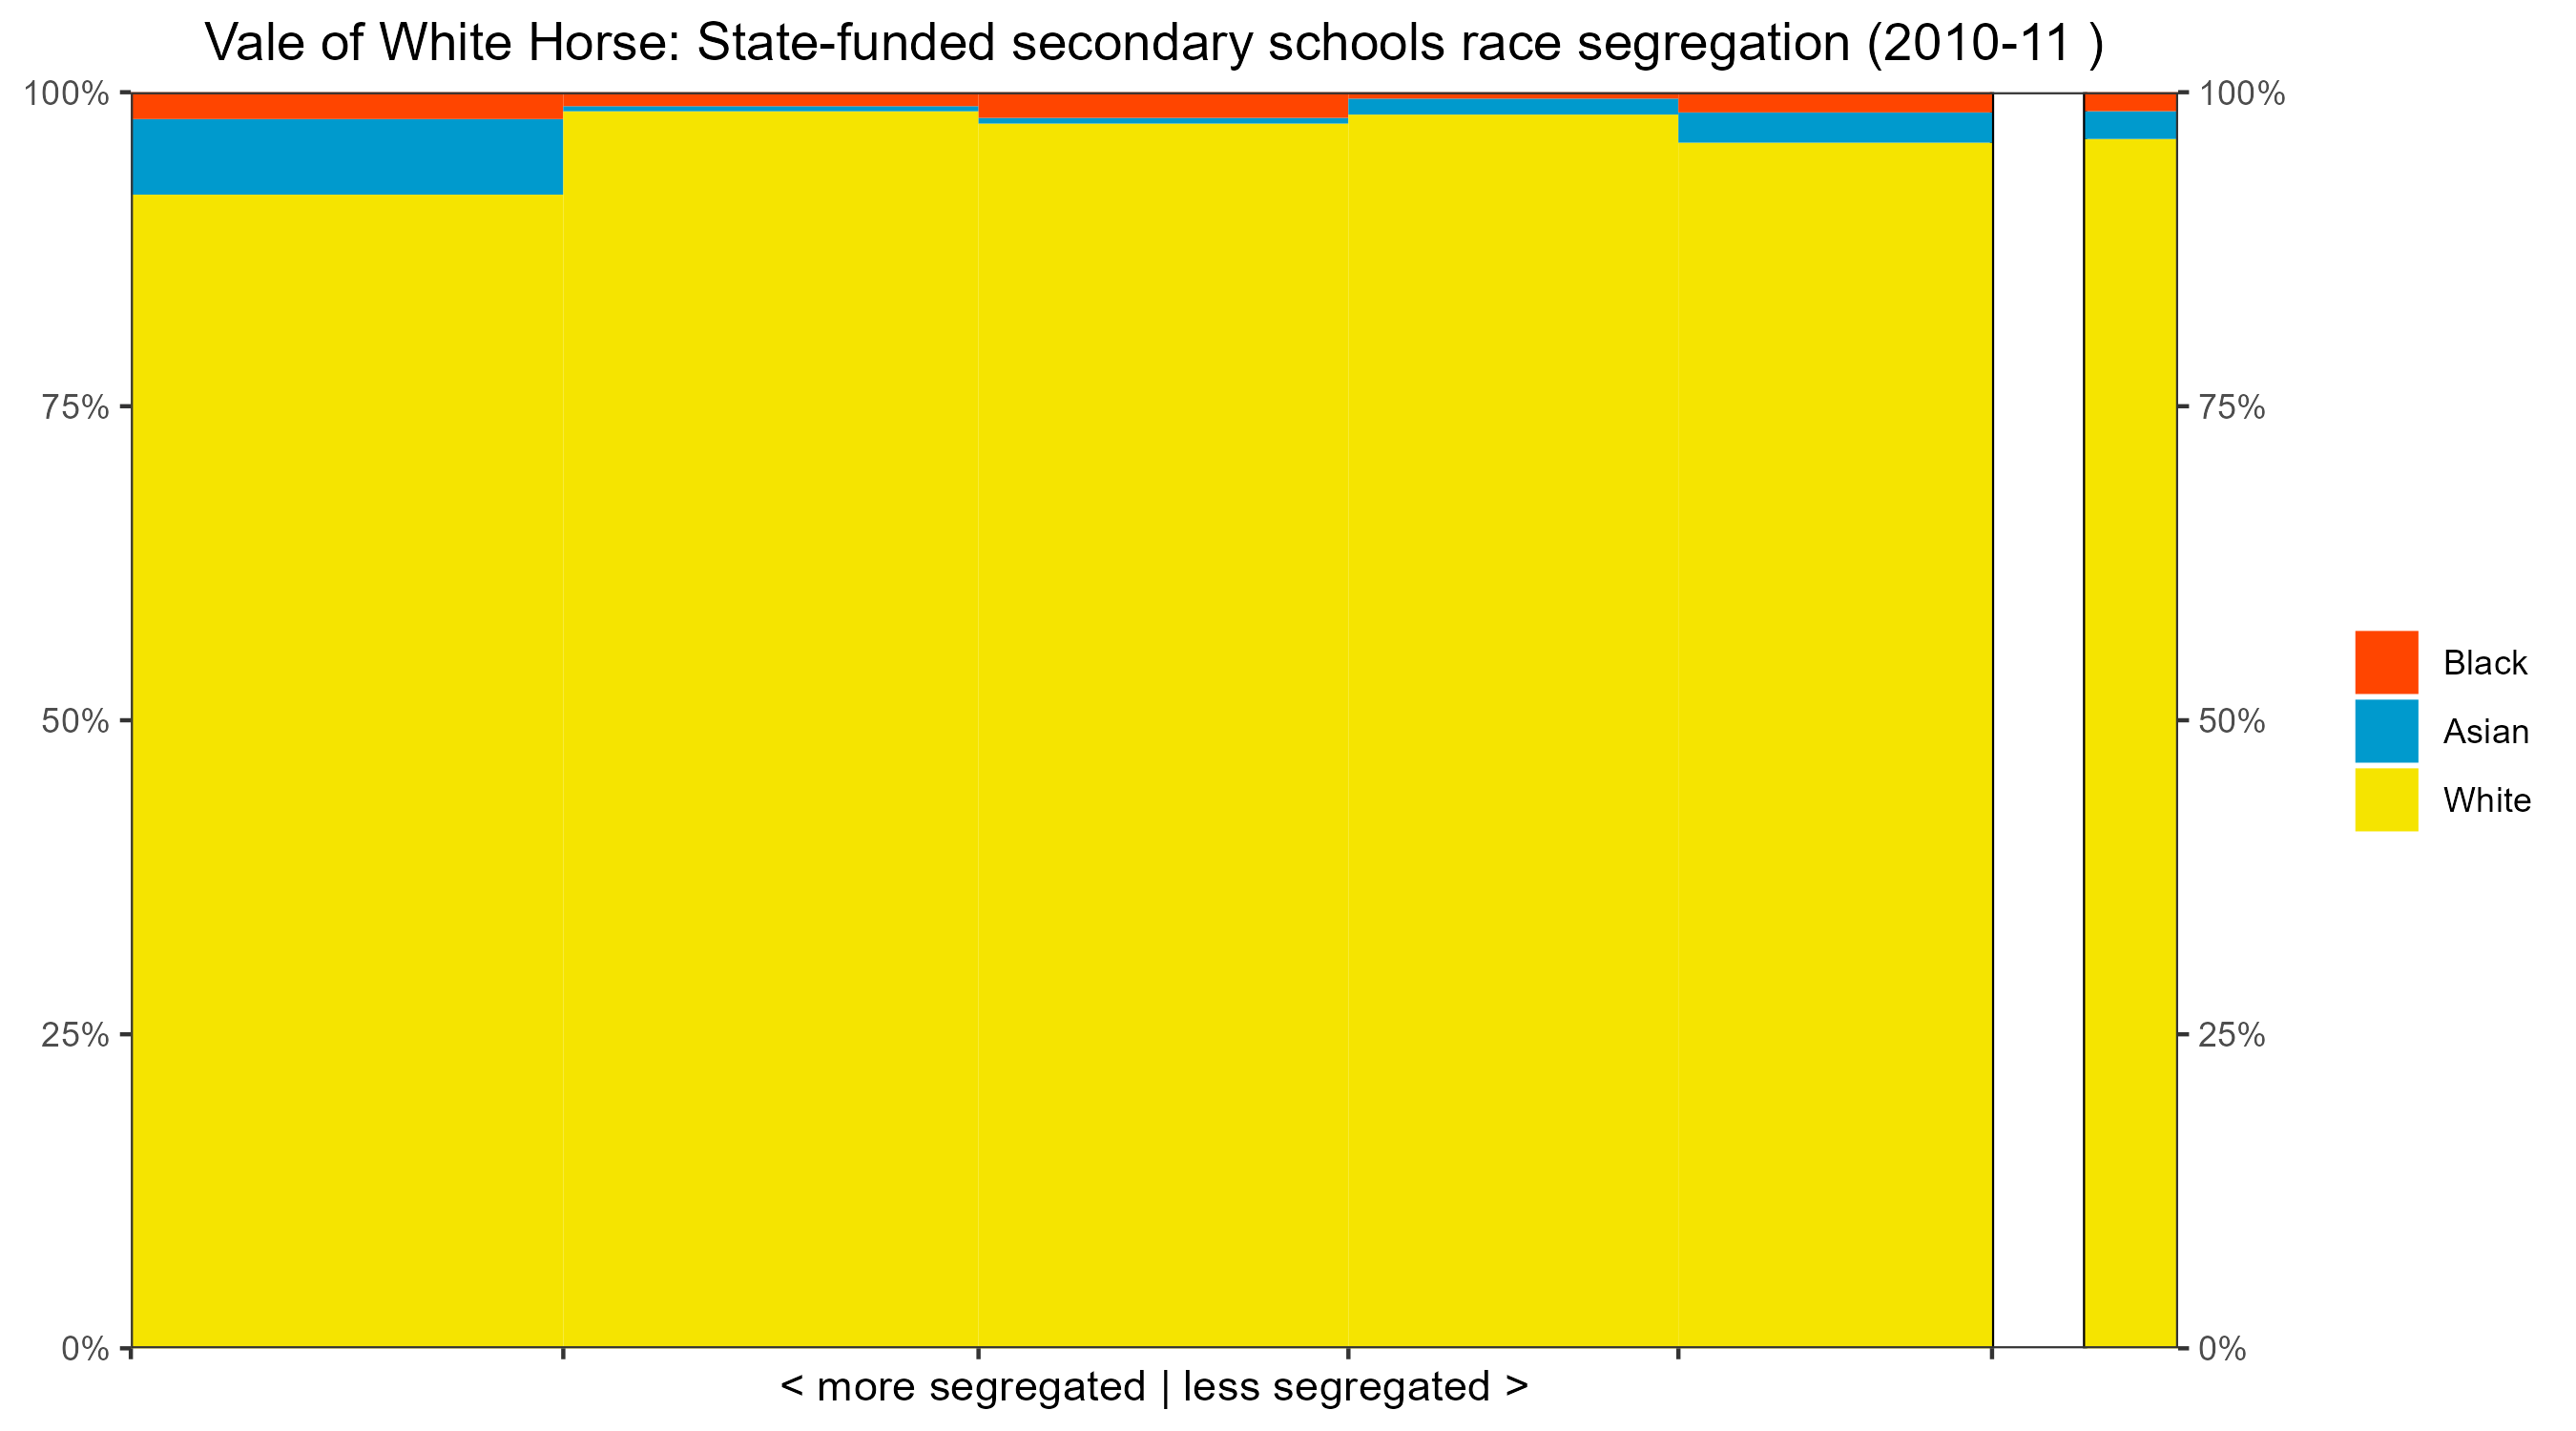 Vale of White Horse: State-funded secondary schools race segregation (2010-11 )
100%
75%
50%
25%
0%
100%
75%
50%
25%
0%
Black
Asian
White
< more segregated | less segregated >